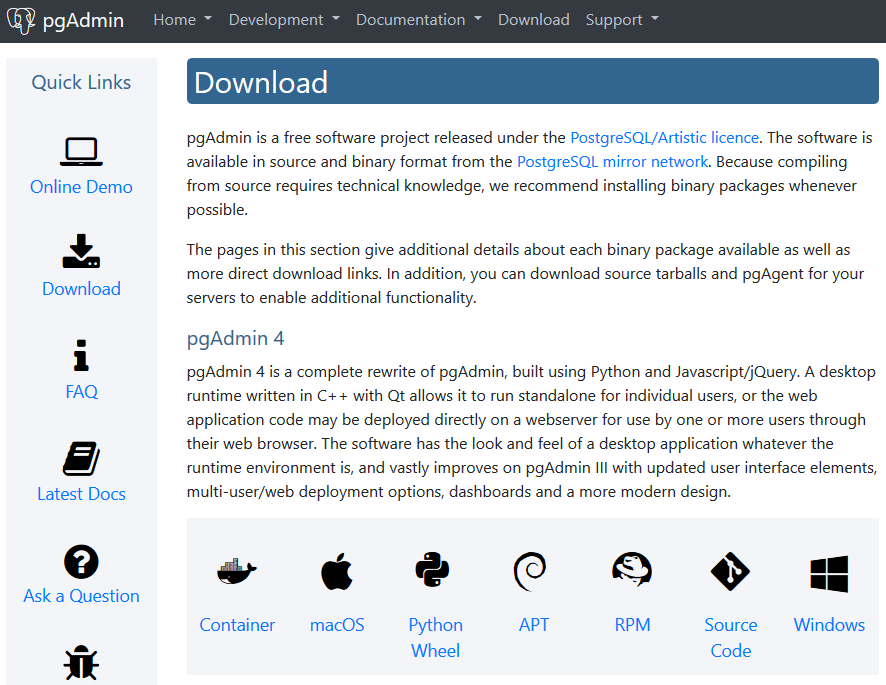 pgAdmin Home Development Documentation Download Support
Quick Links
Online Demo
Download
FAQ
Latest Docs
Ask a Question
Download
pgAdmin is a free software project released under the PostgreSQL/Artistic licence. The software is
available in source and binary format from the PostgreSQL mirror network. Because compiling
from source requires technical knowledge, we recommend installing binary packages whenever
possible.
The pages in this section give additional details about each binary package available as well as
more direct download links. In addition, you can download source tarballs and pgAgent for your
servers to enable additional functionality.
pgAdmin 4
pgAdmin 4 is a complete rewrite of pgAdmin, built using Python and Javascript/jQuery. A desktop
runtime written in C++ with Qt allows it to run standalone for individual users, or the web
application code may be deployed directly on a webserver for use by one or more users through
their web browser. The software has the look and feel of a desktop application whatever the
runtime environment is, and vastly improves on pgAdmin III with updated user interface elements,
multi-user/web deployment options, dashboards and a more modern design.
Container macOS Python APT RPM Source Windows
Wheel Code